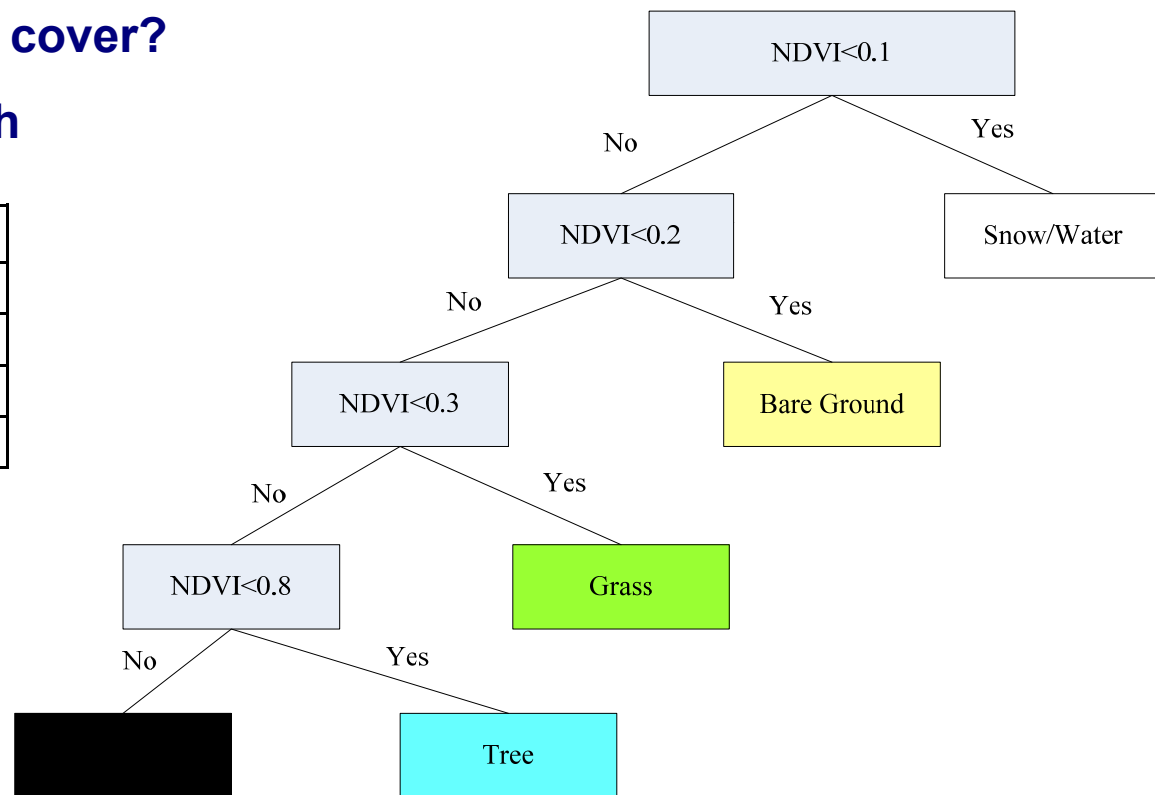 cover?
h
NDVI<0.1
No
Yes
NDVI<0.2
Snow/Water
No
Yes
NDVI<0.3
Bare Ground
No
Yes
NDVI<0.8
Grass
No
Yes
Tree